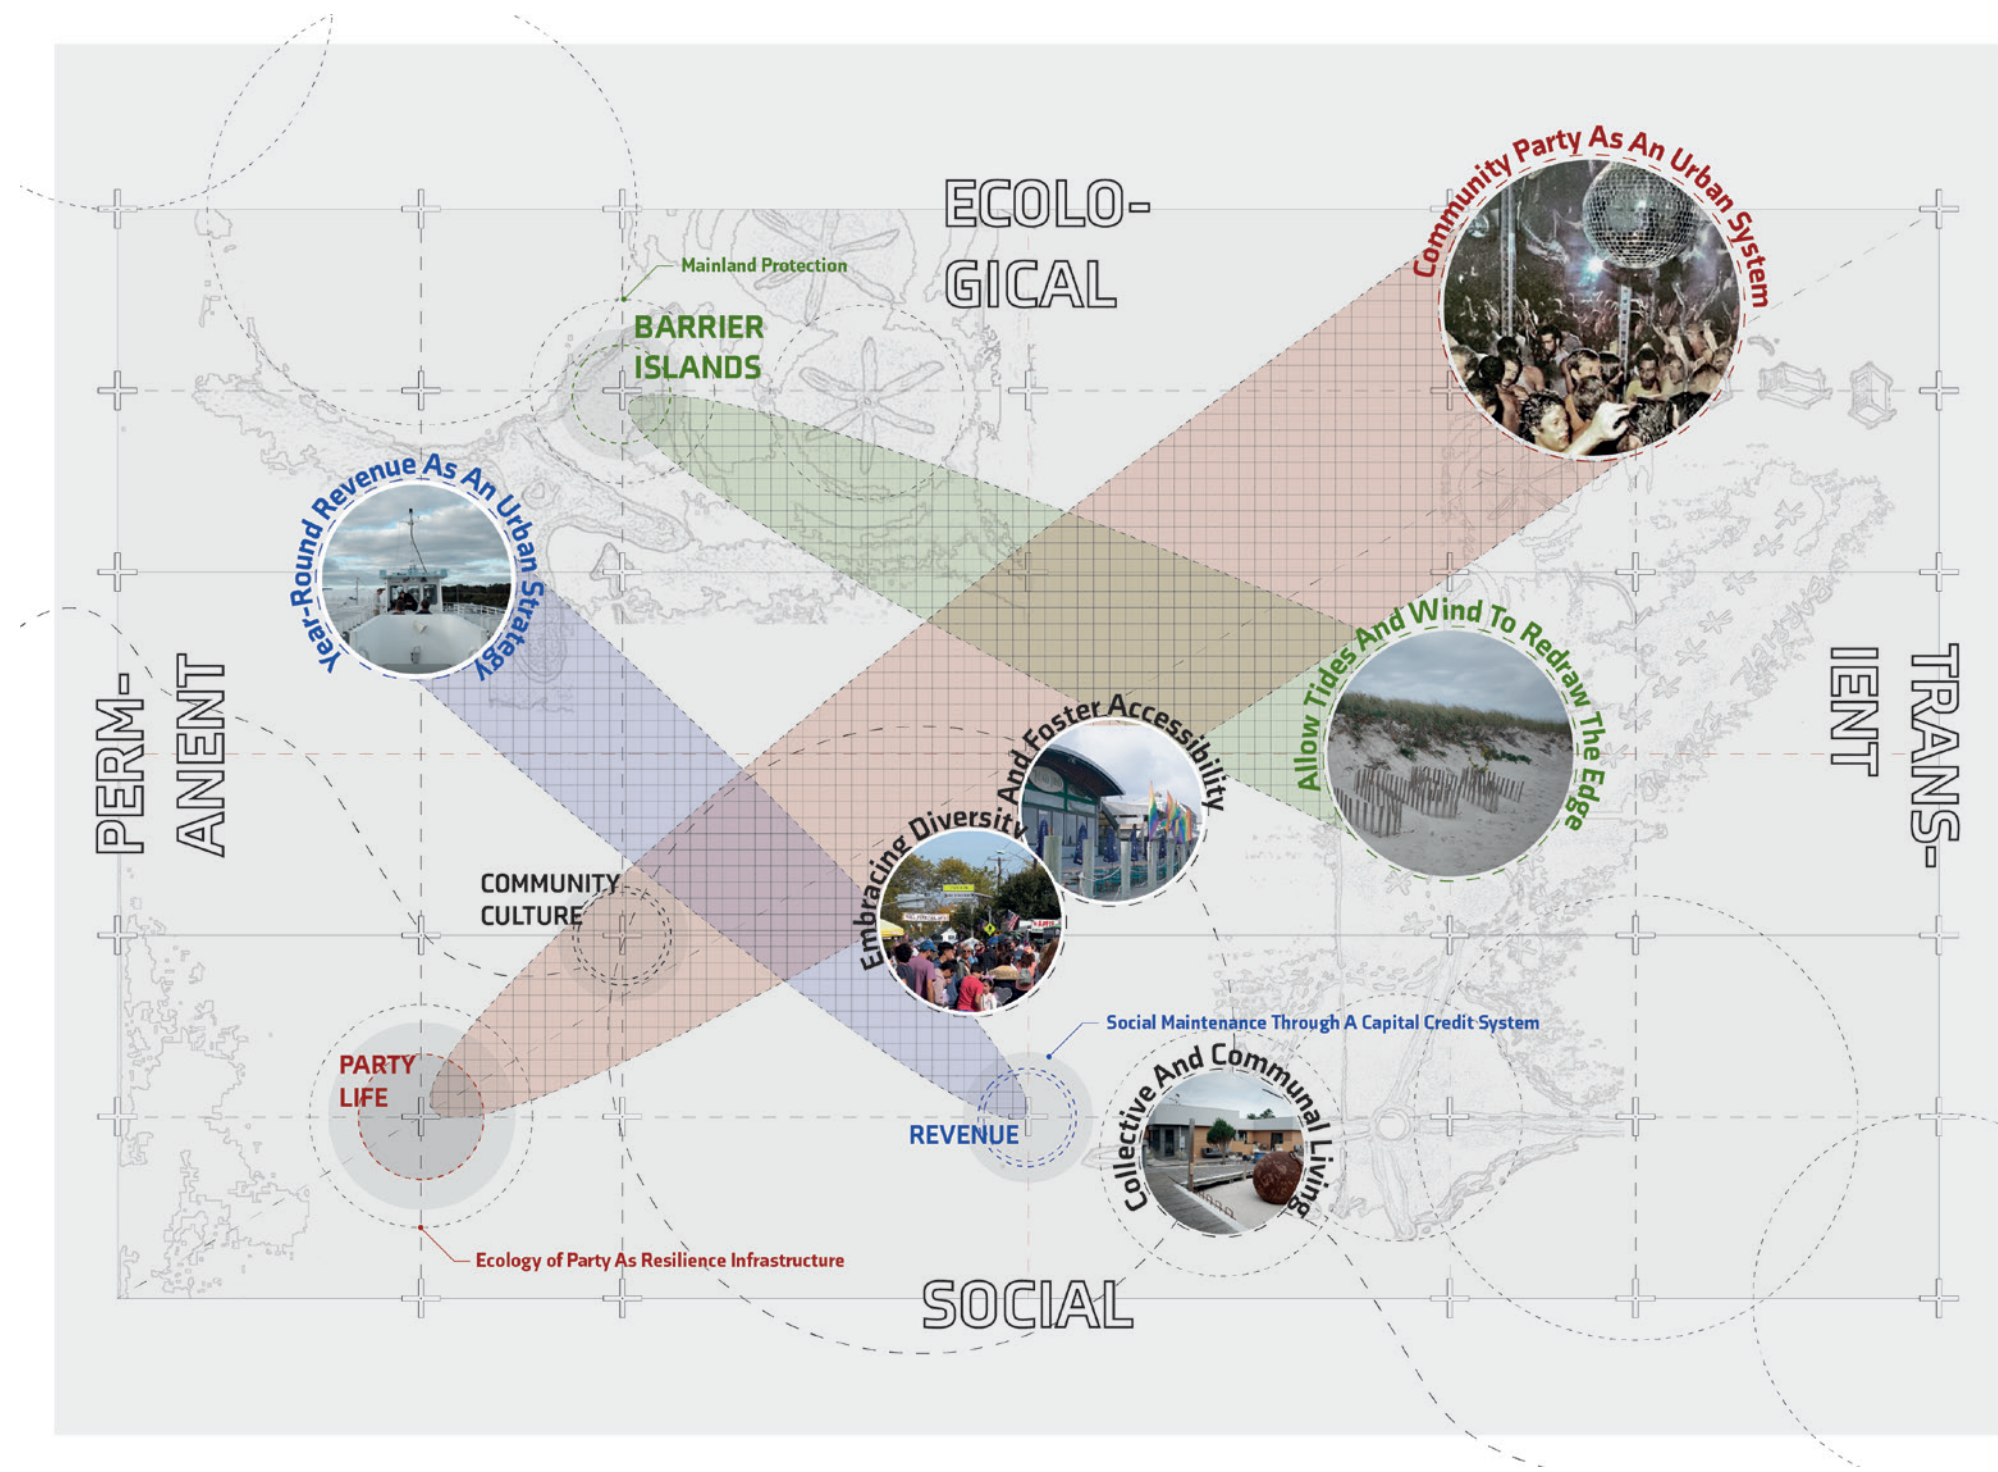 Community Party As An Urban System
ECOLO-
GICAL
Mainland Protection
BARRIER
ISLANDS
Year-Round Revenue As An Urban Strategy
Allow Tides And Wind To Redraw The Edge
PERM-
ANENT
TRANS-
IENT
Embracing Diversity And Foster Accessibility
COMMUNITY
CULTURE
Social Maintenance Through A Capital Credit System
PARTY
LIFE
REVENUE
Collective And Communal Living
Ecology of Party As Resilience Infrastructure
SOCIAL